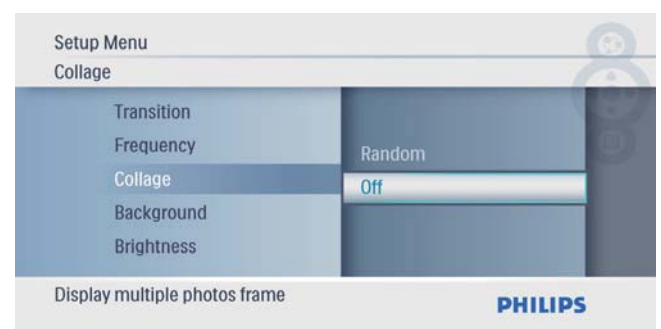 Setup Menu
Collage
Transition
Frequency
Collage
Background
Brightness
Random
Off
Display multiple photos frame
PHILIPS